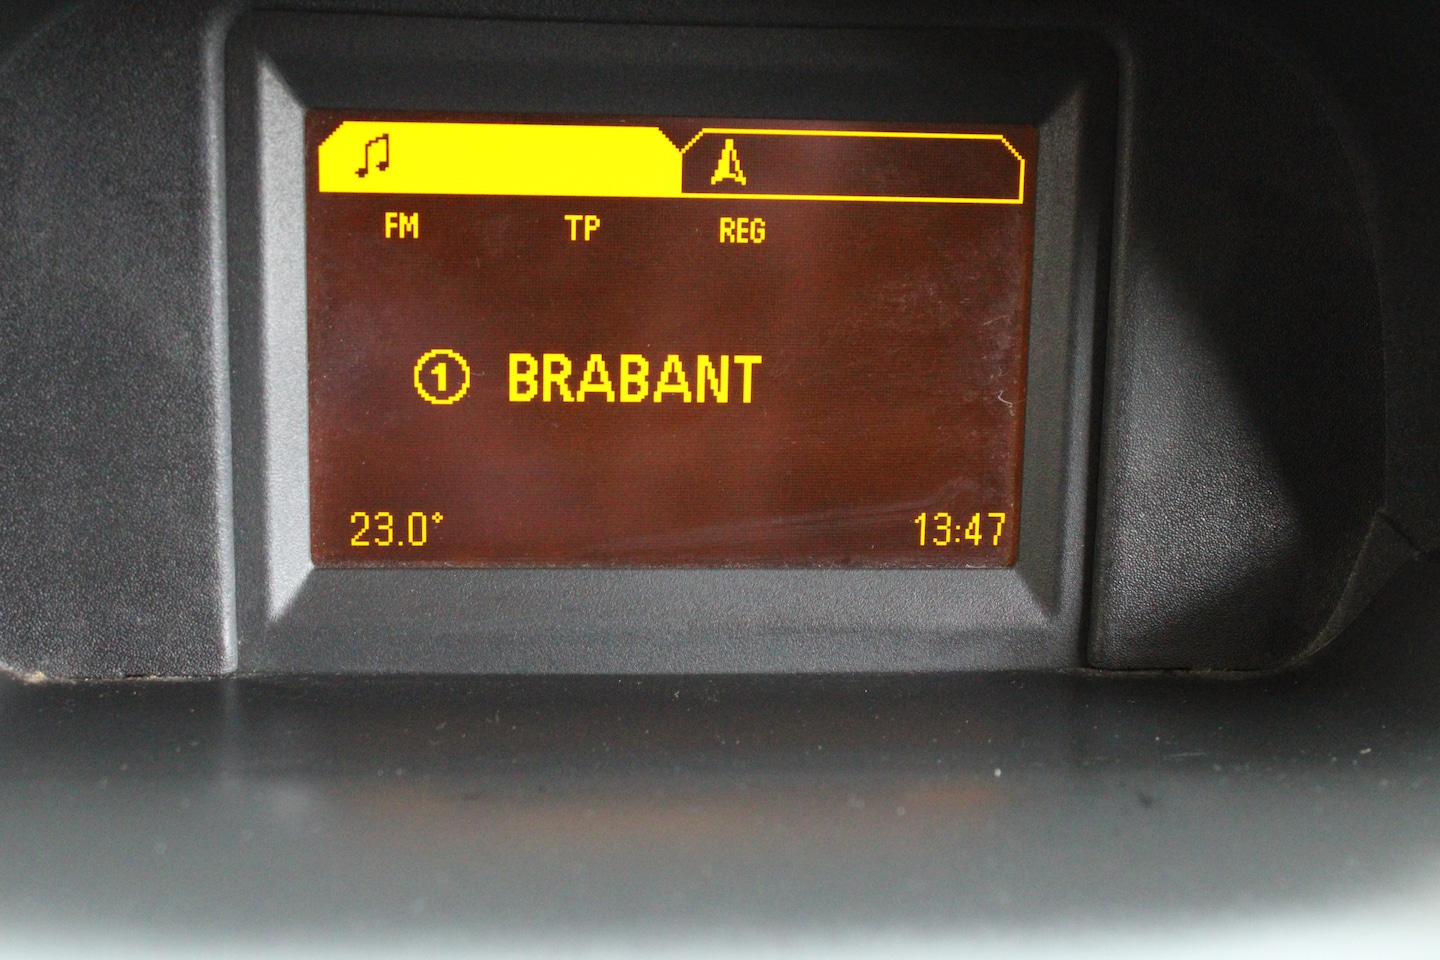 FM TP REG
① BRABANT
23.0° 13:47